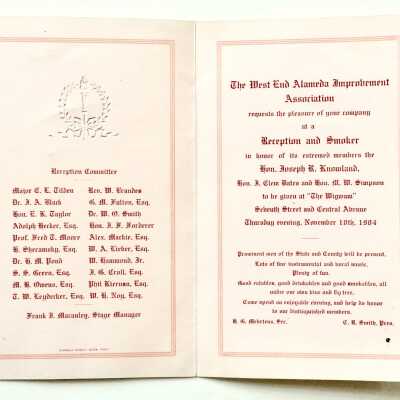 Reception Committee
Major C. L. Tilden
Dr. I. A. Black
Hon. E. K. Taylor
Adolph Hecker, Esq.
Prof. Feed T. Moore
Dr. H. M. Pond
S. S. Green, Esq.
M. H. Owens, Esq.
T. W. Leydecker, Esq.
Rev. W. Brandes
G. M. Fulton, Esq.
Dr. W. O. Smith
Hon. J. F. Forderer
Alex. Mackie, Esq.
W. A. Lieber, Esq.
W. Hammond, Jr.
I. G. Croll, Esq.
Phil Kiernan, Esq.
W. H. Noy, Esq.
Frank I. Macauley, Stage Manager
The West End Alameda Improvement
Association
requests the pleasure of your company
at a
Reception and Smoker
in honor of its esteemed members the
Hon. Joseph R. Knowland,
Hon. J. Clem Bates and Hon. M. W. Simpson
to be given at "The Wigwam"
Seventh Street and Central Avenue
Thursday evening, November 10th, 1904
Prominent men of the State and County will be present.
Lots of fine instrumental and vocal music.
Plenty of fun.
Good eatables, good drinkables and good smokables, all
under our own vine and fig tree.
Come spend an enjoyable evening, and help do honor
to our distinguished members.
H. G. Mehrtens, Sec.
C. R. Smith, Pres.